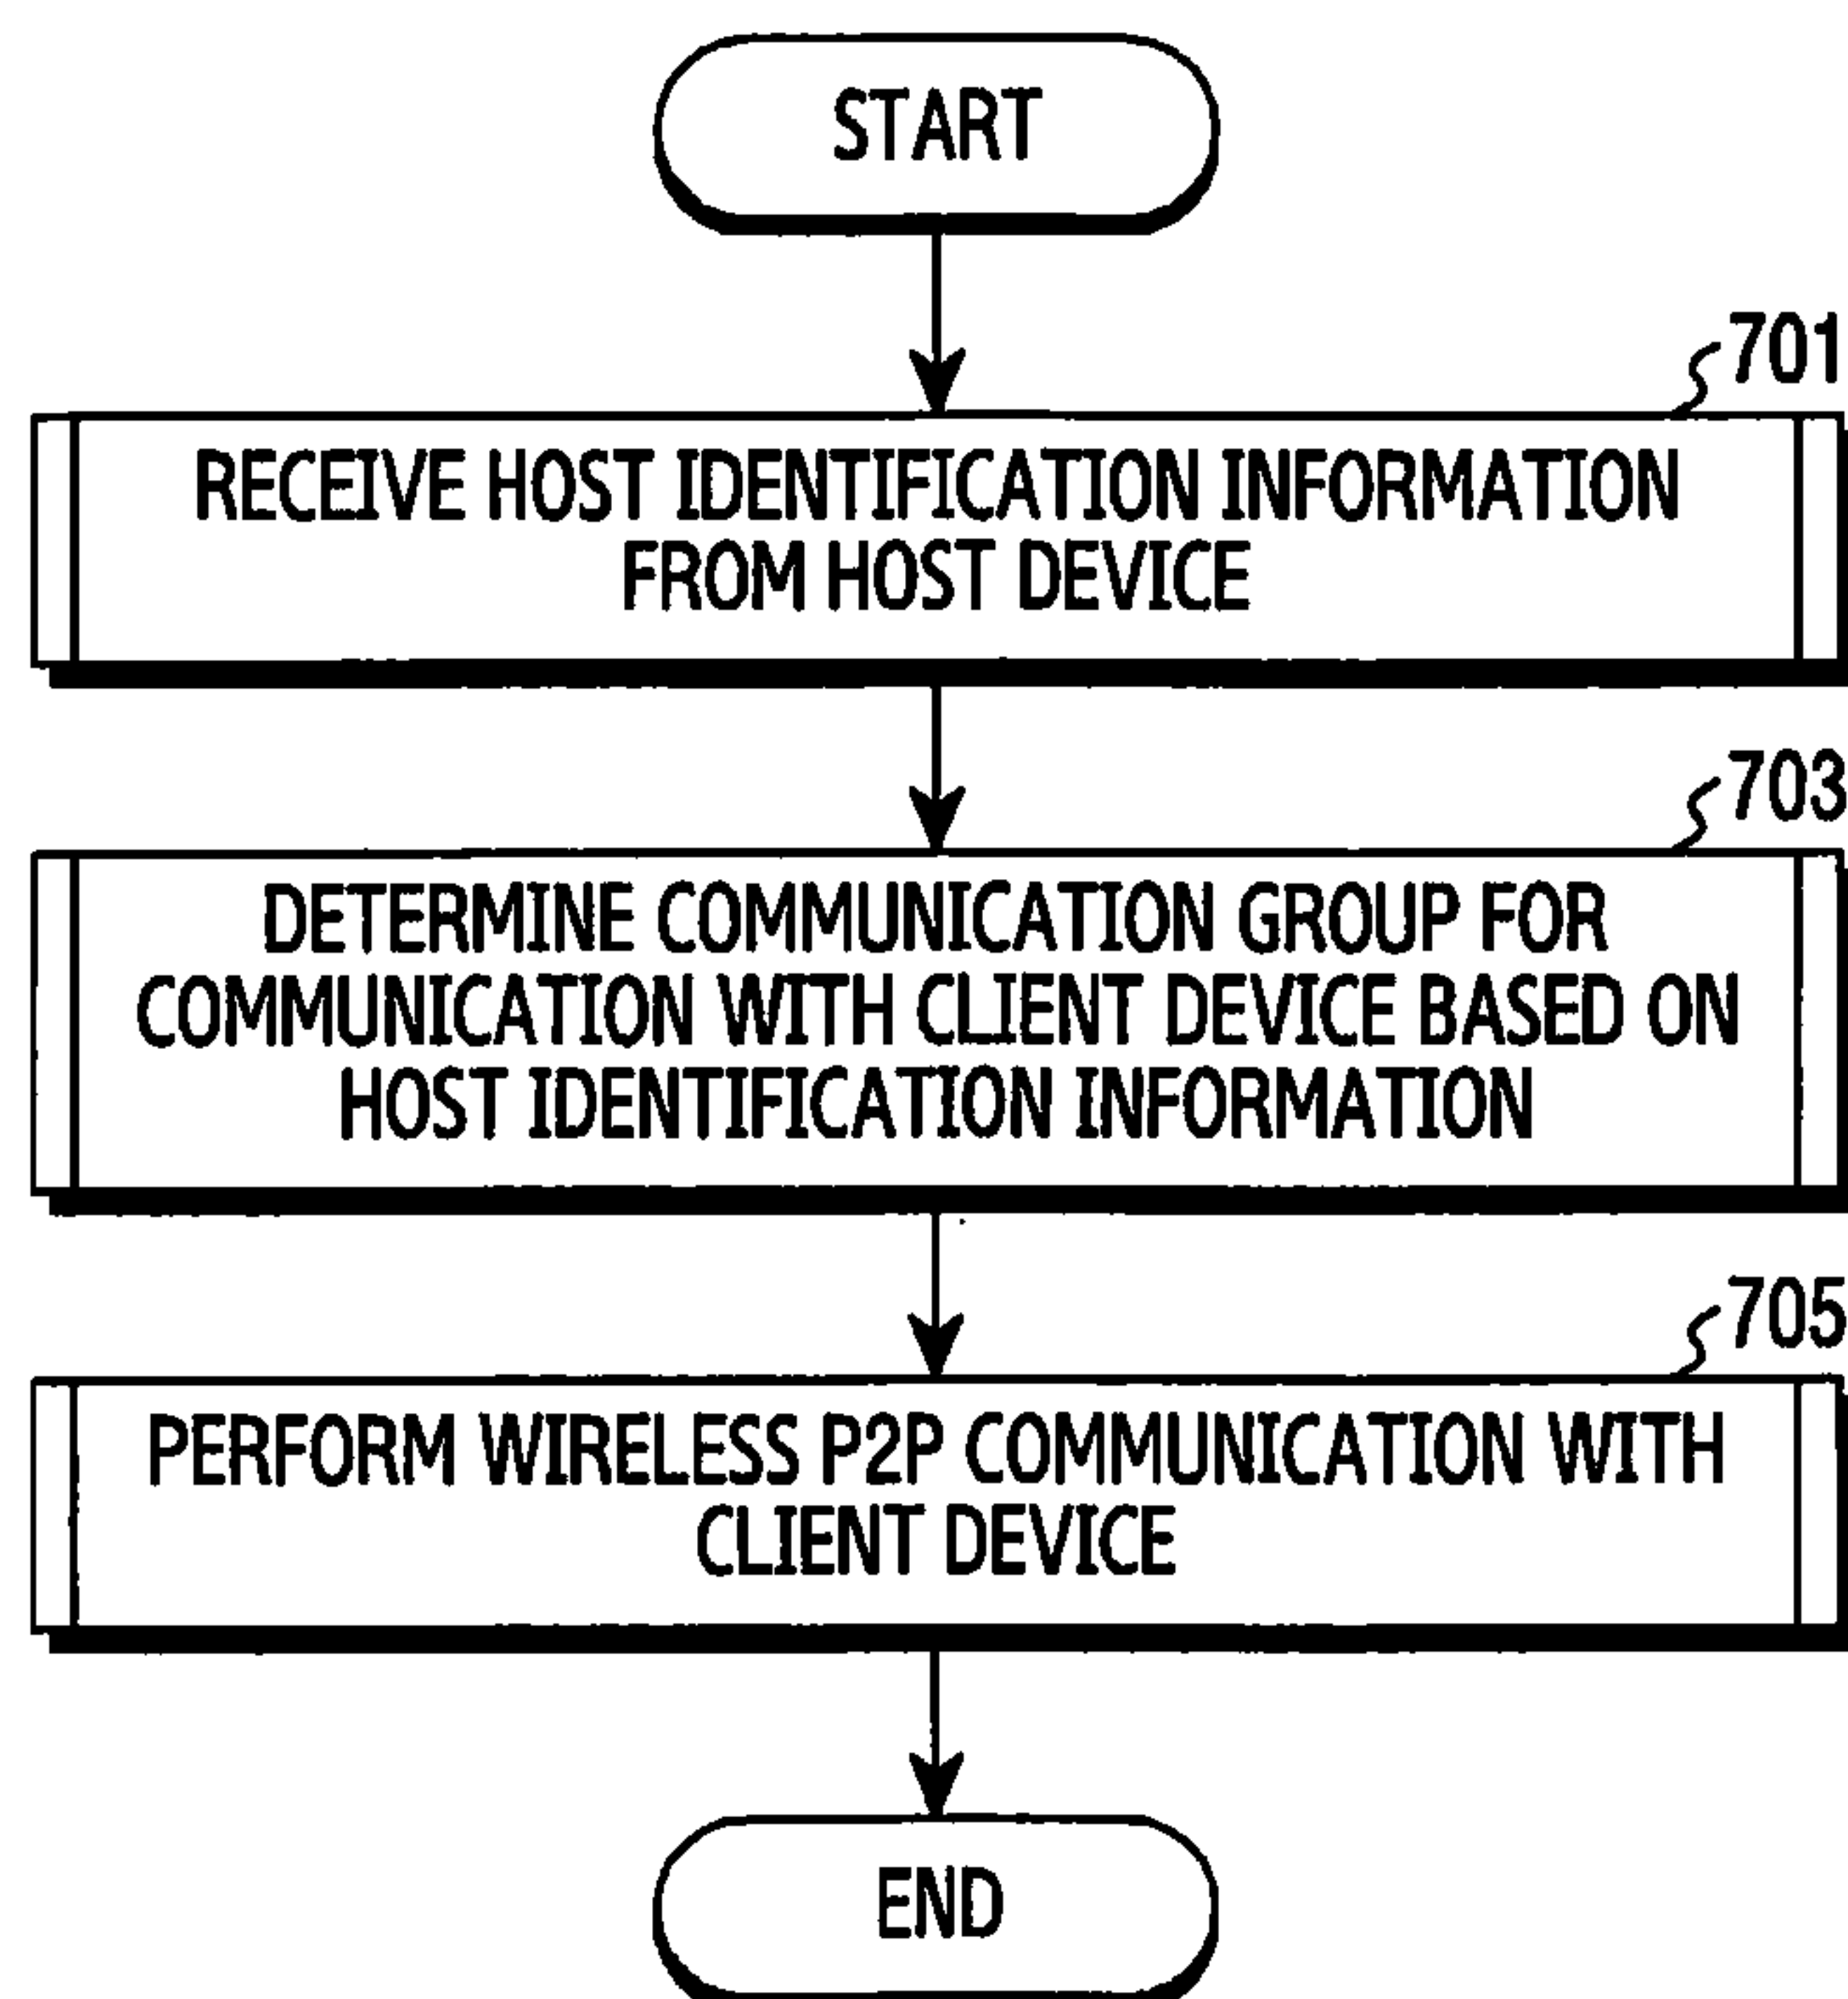 START
701
RECEIVE HOST IDENTIFICATION INFORMATION
FROM HOST DEVICE
703
DETERMINE COMMUNICATION GROUP FOR
COMMUNICATION WITH CLIENT DEVICE BASED ON
HOST IDENTIFICATION INFORMATION
705
PERFORM WIRELESS P2P COMMUNICATION WITH
CLIENT DEVICE
END